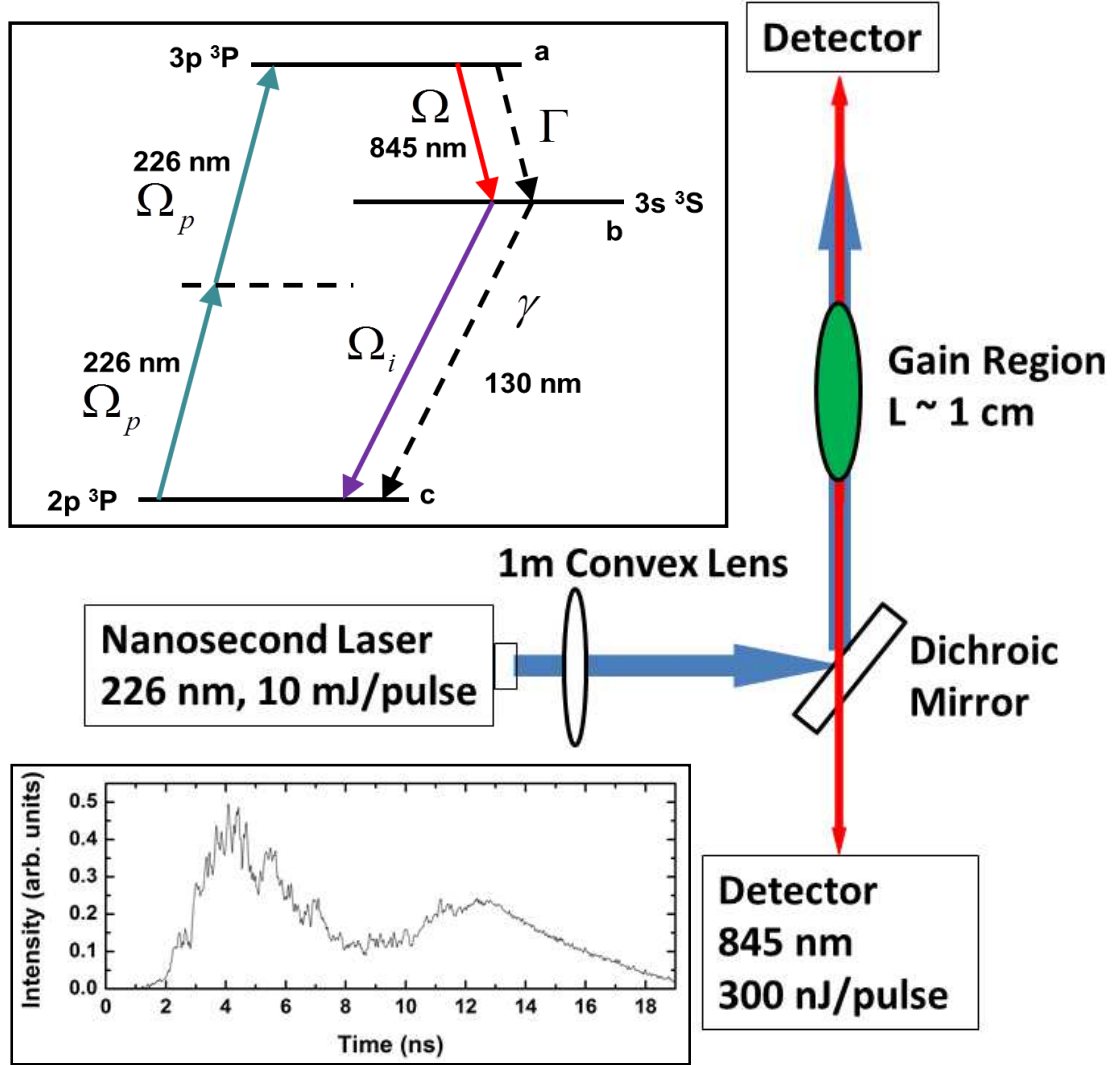 3p ³P
a
Ω
845 nm
Γ
226 nm
Ωₚ
3s ³S
b
226 nm
Ωₚ
Ωᵢ
γ
130 nm
2p ³P
c
Detector
Gain Region
L ~ 1 cm
1m Convex Lens
Nanosecond Laser
226 nm, 10 mJ/pulse
Dichroic
Mirror
Intensity (arb. units)
0.5
0.4
0.3
0.2
0.1
0.0
0 2 4 6 8 10 12 14 16 18
Time (ns)
Detector
845 nm
300 nJ/pulse